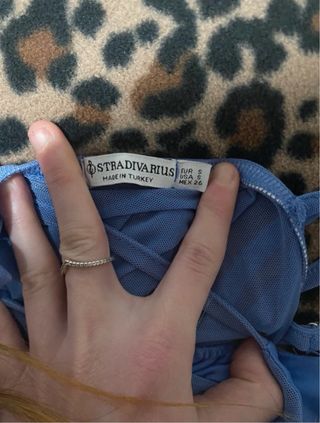 STRADIVARIUS
MADE IN TURKEY
EUR S
USA S
MEX 26